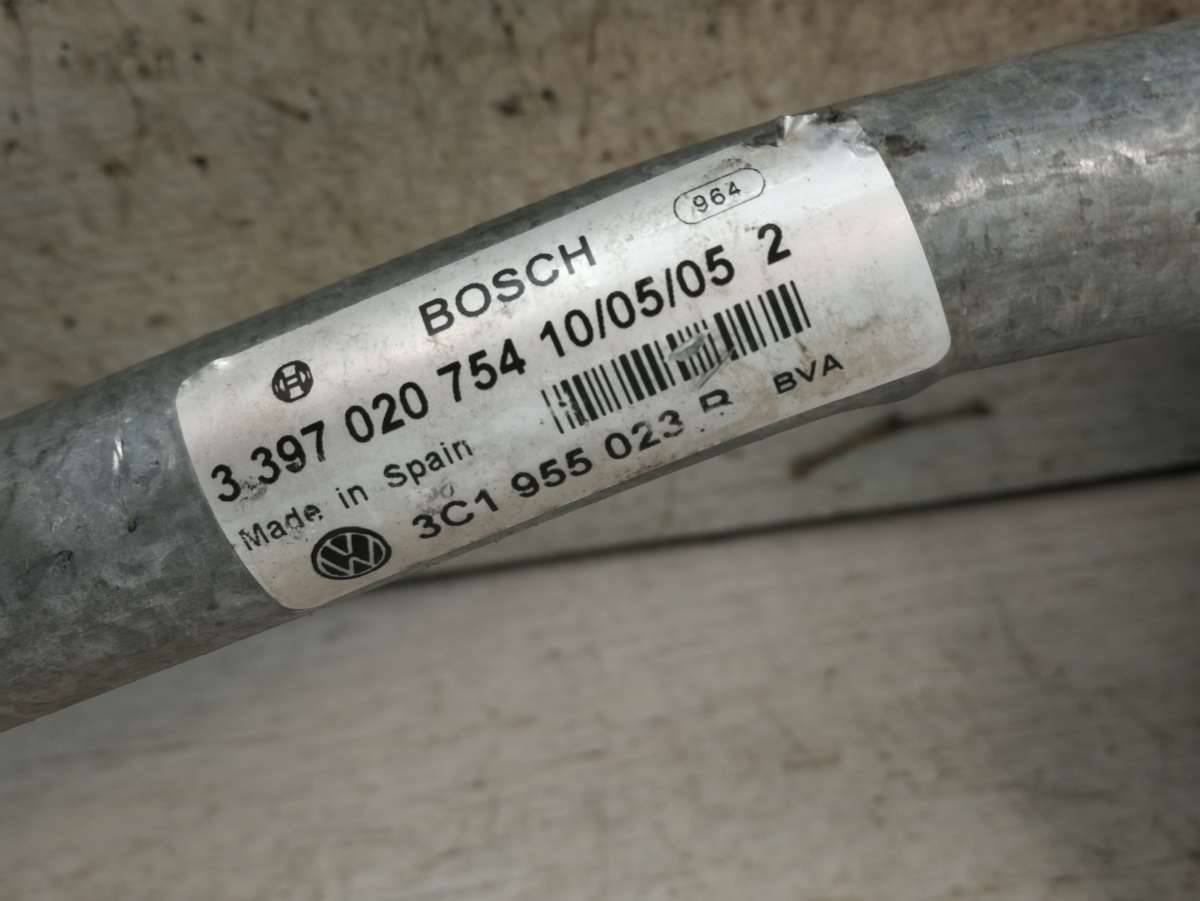 964
BOSCH
3 397 020 754 10/05/05 2
Made in Spain
3C1 955 023 BVA